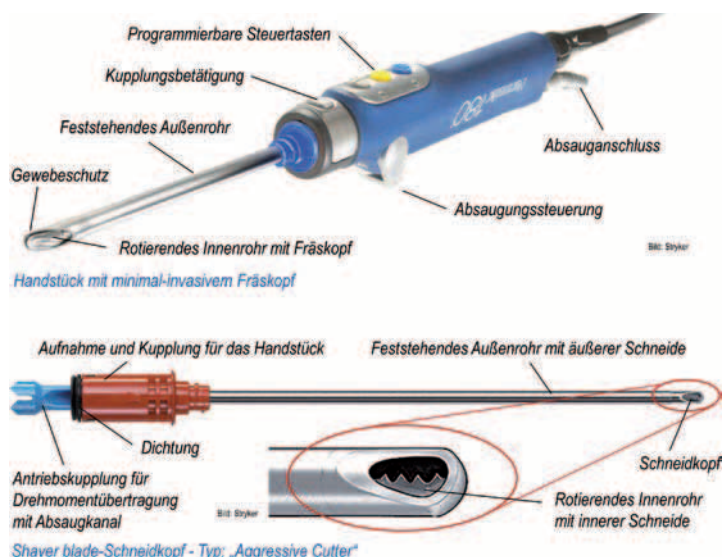 Programmierbare Steuertasten
Kupplungsbetätigung
Feststehendes Außenrohr
Gewebeschutz
Absauganschluss
Absaugungssteuerung
Rotierendes Innenrohr mit Fräskopf
Bild: Stryker
Handstück mit minimal-invasivem Fräskopf
Aufnahme und Kupplung für das Handstück
Feststehendes Außenrohr mit äußerer Schneide
Dichtung
Schneidkopf
Antriebskupplung für
Drehmomentübertragung
mit Absaugkanal
Bild: Stryker
Rotierendes Innenrohr
mit innerer Schneide
Shaver blade-Schneidkopf - Typ: „Aggressive Cutter“